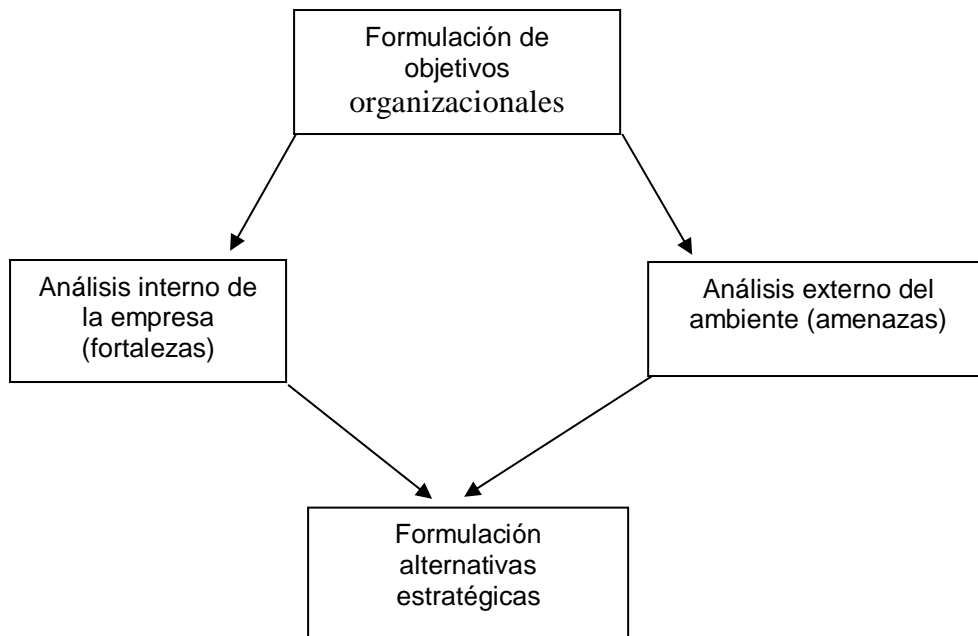 Formulación de
objetivos
organizacionales
Análisis interno de
la empresa
(fortalezas)
Análisis externo del
ambiente (amenazas)
Formulación
alternativas
estratégicas